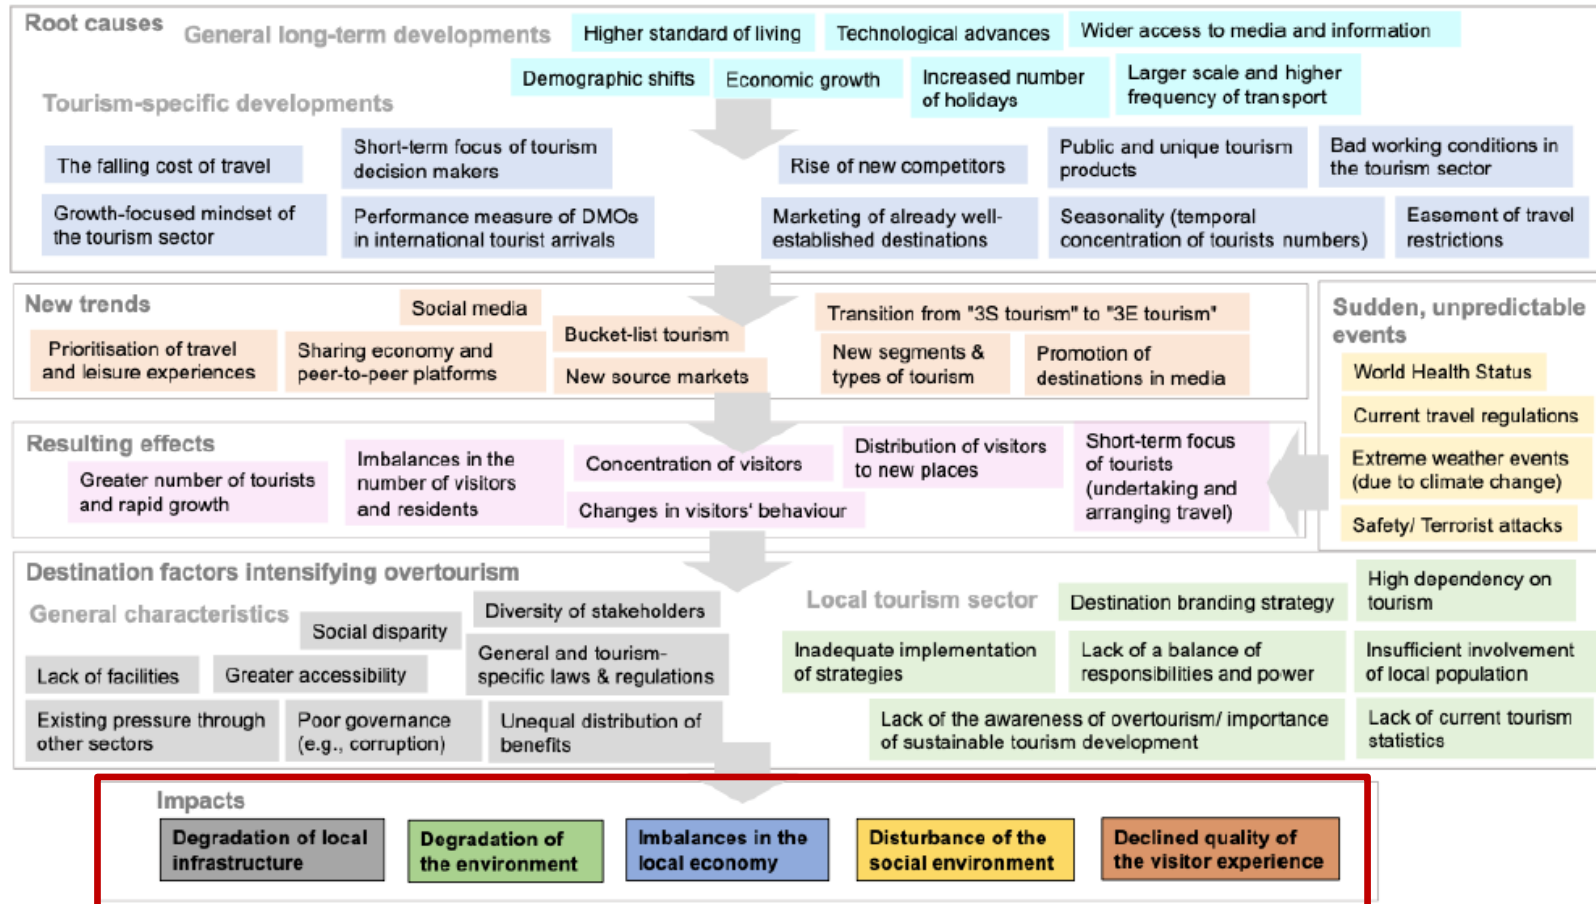 Root causes
General long-term developments
Higher standard of living
Technological advances
Wider access to media and information
Demographic shifts
Economic growth
Increased number
of holidays
Larger scale and higher
frequency of transport
Tourism-specific developments
The falling cost of travel
Short-term focus of tourism
decision makers
Rise of new competitors
Public and unique tourism
products
Bad working conditions in
the tourism sector
Growth-focused mindset of
the tourism sector
Performance measure of DMOs
in international tourist arrivals
Marketing of already well-
established destinations
Seasonality (temporal
concentration of tourists numbers)
Easement of travel
restrictions
New trends
Social media
Prioritisation of travel
and leisure experiences
Sharing economy and
peer-to-peer platforms
Bucket-list tourism
New source markets
Transition from "3S tourism" to "3E tourism"
New segments &
types of tourism
Promotion of
destinations in media
Sudden, unpredictable
events
World Health Status
Current travel regulations
Extreme weather events
(due to climate change)
Safety/ Terrorist attacks
Resulting effects
Greater number of tourists
and rapid growth
Imbalances in the
number of visitors
and residents
Concentration of visitors
Changes in visitors' behaviour
Distribution of visitors
to new places
Short-term focus
of tourists
(undertaking and
arranging travel)
Destination factors intensifying overtourism
General characteristics
Diversity of stakeholders
Social disparity
Lack of facilities
Greater accessibility
General and tourism-
specific laws & regulations
Existing pressure through
other sectors
Poor governance
(e.g., corruption)
Unequal distribution of
benefits
Local tourism sector
Destination branding strategy
High dependency on
tourism
Inadequate implementation
of strategies
Lack of a balance of
responsibilities and power
Insufficient involvement
of local population
Lack of the awareness of overtourism/ importance
of sustainable tourism development
Lack of current tourism
statistics
Impacts
Degradation of local
infrastructure
Degradation of
the environment
Imbalances in the
local economy
Disturbance of the
social environment
Declined quality of
the visitor experience